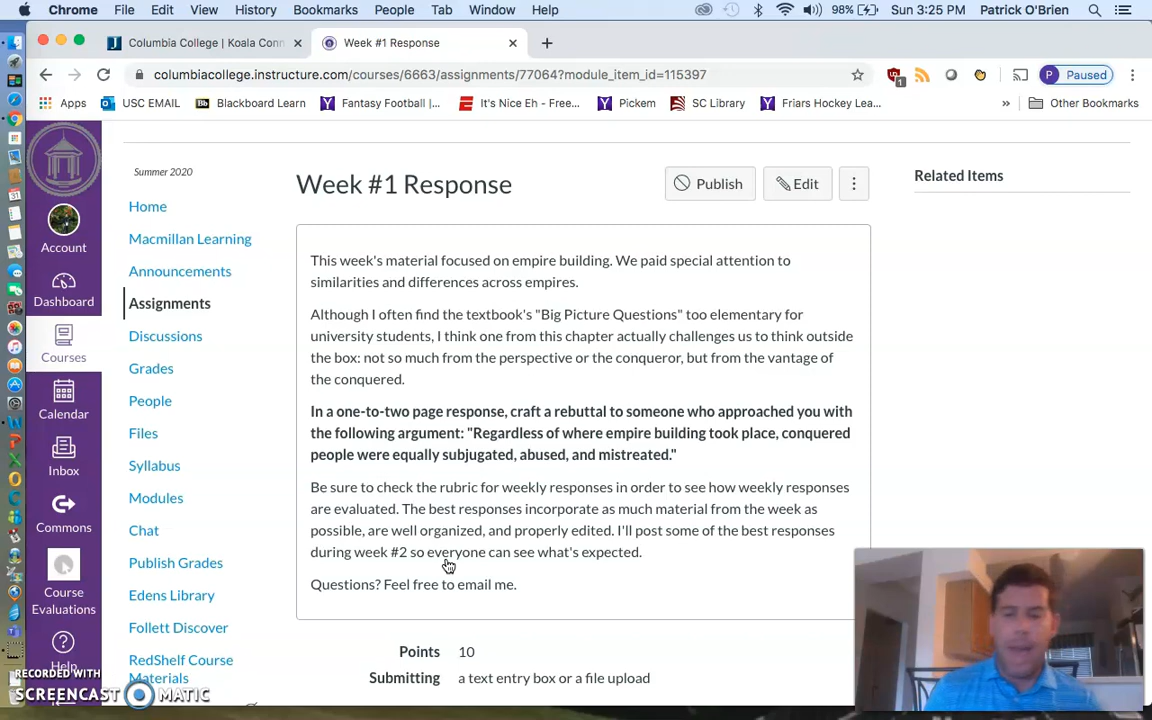 Chrome File Edit View History Bookmarks People Tab Window Help 98% Sun 3:25 PM Patrick O'Brien
Columbia College | Koala Conn Week #1 Response
columbiacollege.instructure.com/courses/6663/assignments/77064?module_item_id=115397 1 P Paused
Apps USC EMAIL Bb Blackboard Learn Fantasy Football |... It's Nice Eh - Free... Pickem SC Library Friars Hockey Lea... » Other Bookmarks
Account
Dashboard
Courses
Calendar
Inbox
Commons
Course
Evaluations
Help
Summer 2020
Home
Macmillan Learning
Announcements
Assignments
Discussions
Grades
People
Files
Syllabus
Modules
Chat
Publish Grades
Edens Library
Follett Discover
RedShelf Course
Materials
Week #1 Response
Publish Edit
Related Items
This week's material focused on empire building. We paid special attention to
similarities and differences across empires.
Although I often find the textbook's "Big Picture Questions" too elementary for
university students, I think one from this chapter actually challenges us to think outside
the box: not so much from the perspective or the conqueror, but from the vantage of
the conquered.
In a one-to-two page response, craft a rebuttal to someone who approached you with
the following argument: "Regardless of where empire building took place, conquered
people were equally subjugated, abused, and mistreated."
Be sure to check the rubric for weekly responses in order to see how weekly responses
are evaluated. The best responses incorporate as much material from the week as
possible, are well organized, and properly edited. I'll post some of the best responses
during week #2 so everyone can see what's expected.
Questions? Feel free to email me.
Points 10
Submitting a text entry box or a file upload
RECORDED WITH
SCREENCAST MATIC